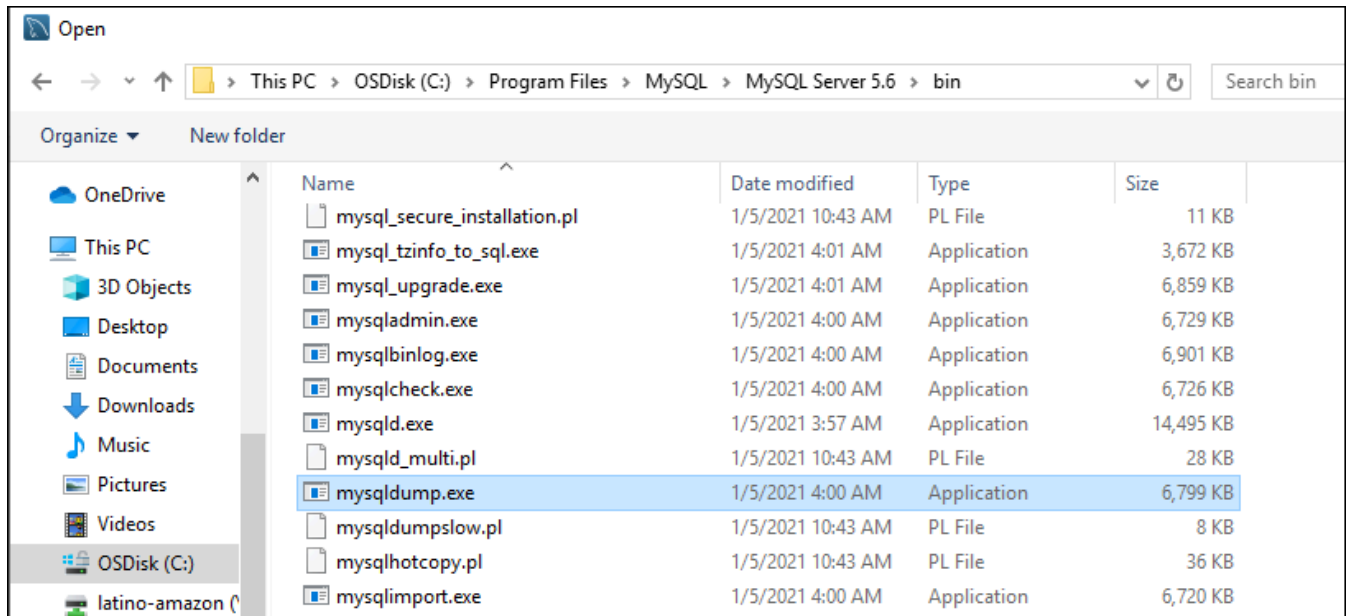 Open
This PC > OSDisk (C:) > Program Files > MySQL > MySQL Server 5.6 > bin
Search bin
Organize New folder
Name Date modified Type Size
OneDrive
This PC
3D Objects
Desktop
Documents
Downloads
Music
Pictures
Videos
OSDisk (C:)
latino-amazon ('
mysql_secure_installation.pl 1/5/2021 10:43 AM PL File 11 KB
mysql_tzinfo_to_sql.exe 1/5/2021 4:01 AM Application 3,672 KB
mysql_upgrade.exe 1/5/2021 4:01 AM Application 6,859 KB
mysqladmin.exe 1/5/2021 4:00 AM Application 6,729 KB
mysqlbinlog.exe 1/5/2021 4:00 AM Application 6,901 KB
mysqlcheck.exe 1/5/2021 4:00 AM Application 6,726 KB
mysqld.exe 1/5/2021 3:57 AM Application 14,495 KB
mysqld_multi.pl 1/5/2021 10:43 AM PL File 28 KB
mysqldump.exe 1/5/2021 4:00 AM Application 6,799 KB
mysqldumpslow.pl 1/5/2021 10:43 AM PL File 8 KB
mysqlhotcopy.pl 1/5/2021 10:43 AM PL File 36 KB
mysqlimport.exe 1/5/2021 4:00 AM Application 6,720 KB